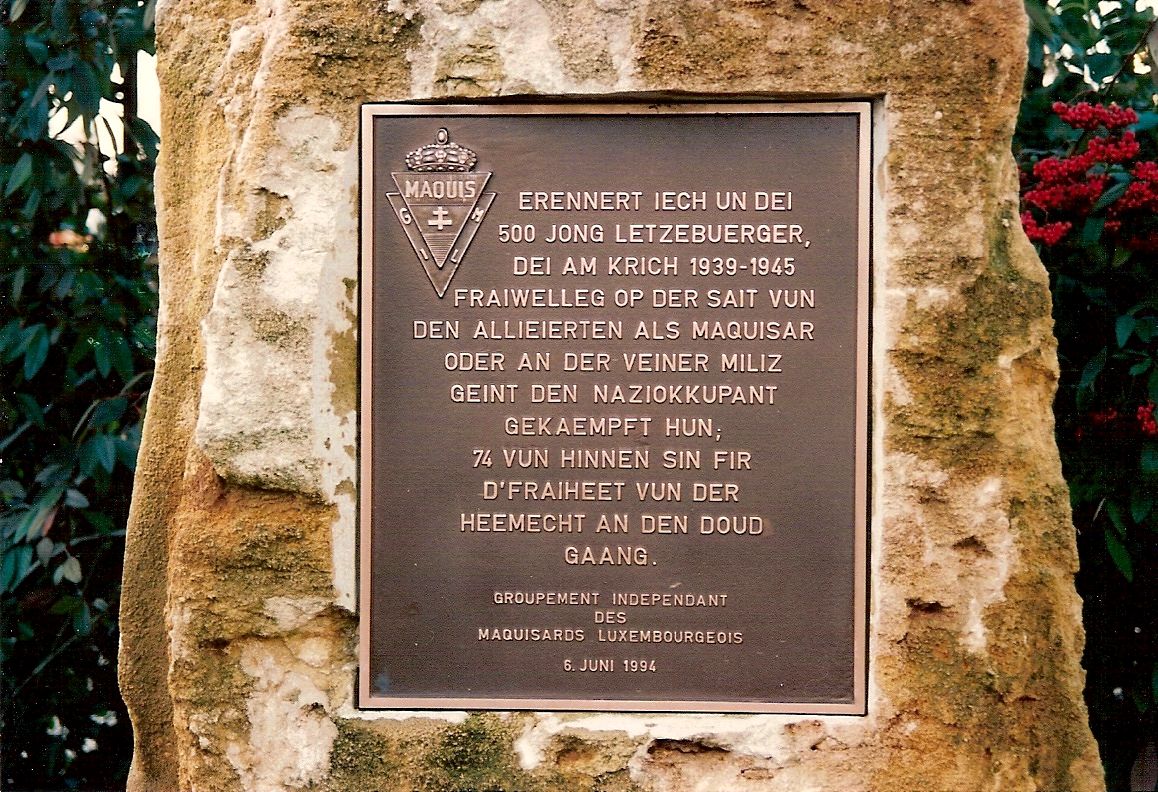 MAQUIS
G M
I L
ERENNERT IECH UN DEI
500 JONG LETZEBUERGER,
DEI AM KRICH 1939-1945
FRAIWELLEG OP DER SAIT VUN
DEN ALLIEIERTEN ALS MAQUISAR
ODER AN DER VEINER MILIZ
GEINT DEN NAZIOKKUPANT
GEKAEMPFT HUN;
74 VUN HINNEN SIN FIR
D'FRAIHEET VUN DER
HEEMECHT AN DEN DOUD
GAANG.
GROUPEMENT INDEPENDANT
DES
MAQUISARDS LUXEMBOURGEOIS
6. JUNI 1994